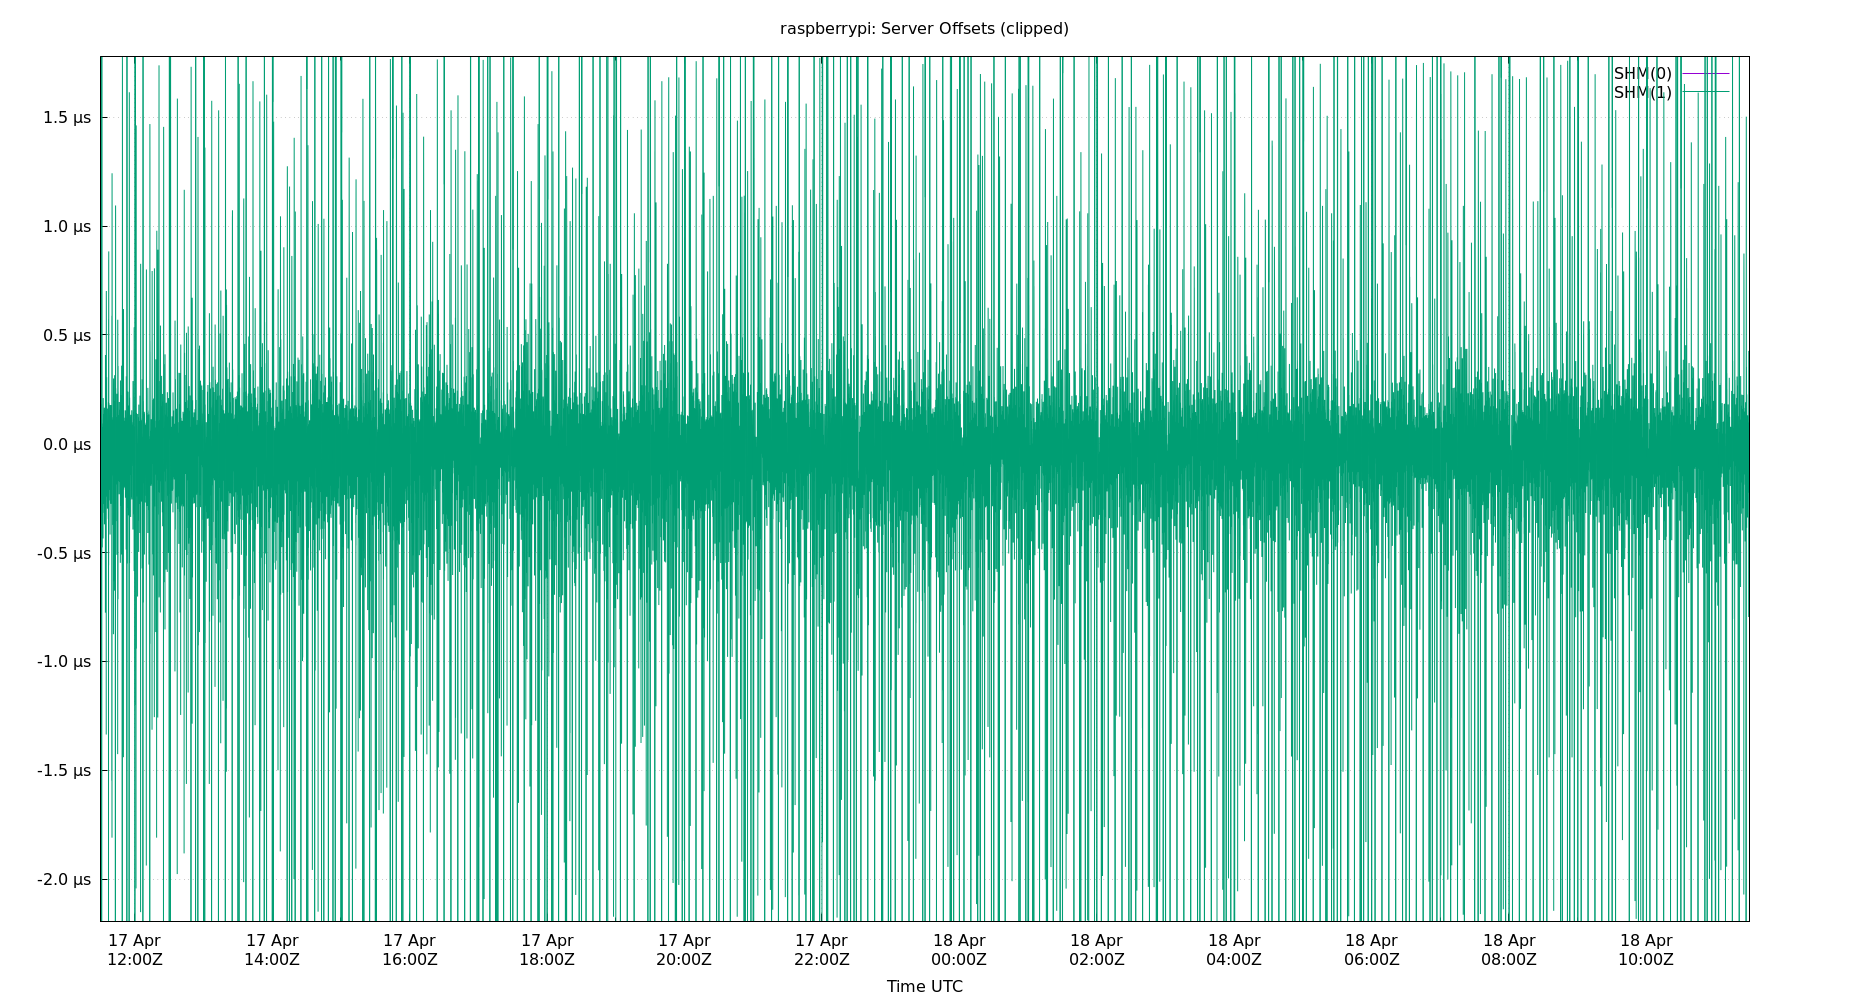 raspberrypi: Server Offsets (clipped)
SHM(0)
SHM(1)
1.5 µs
1.0 µs
0.5 µs
0.0 µs
-0.5 µs
-1.0 µs
-1.5 µs
-2.0 µs
17 Apr 17 Apr 17 Apr 17 Apr 17 Apr 17 Apr 18 Apr 18 Apr 18 Apr 18 Apr 18 Apr 18 Apr
12:00Z 14:00Z 16:00Z 18:00Z 20:00Z 22:00Z 00:00Z 02:00Z 04:00Z 06:00Z 08:00Z 10:00Z
Time UTC